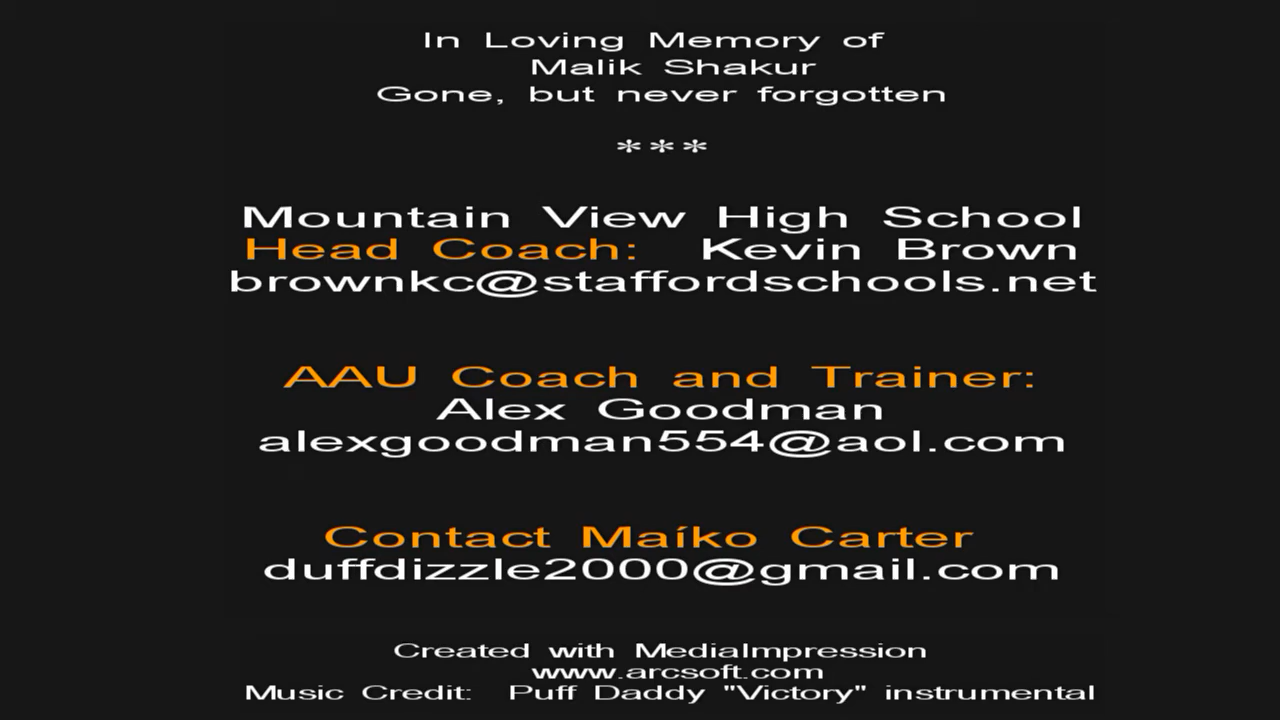 In Loving Memory of
Malik Shakur
Gone, but never forgotten
***
Mountain View High School
Head Coach: Kevin Brown
brownkc@staffordschools.net
AAU Coach and Trainer:
Alex Goodman
alexgoodman554@aol.com
Contact Maíko Carter
duffdizzle2000@gmail.com
Created with MediaImpression
www.arcsoft.com
Music Credit: Puff Daddy "Victory" instrumental